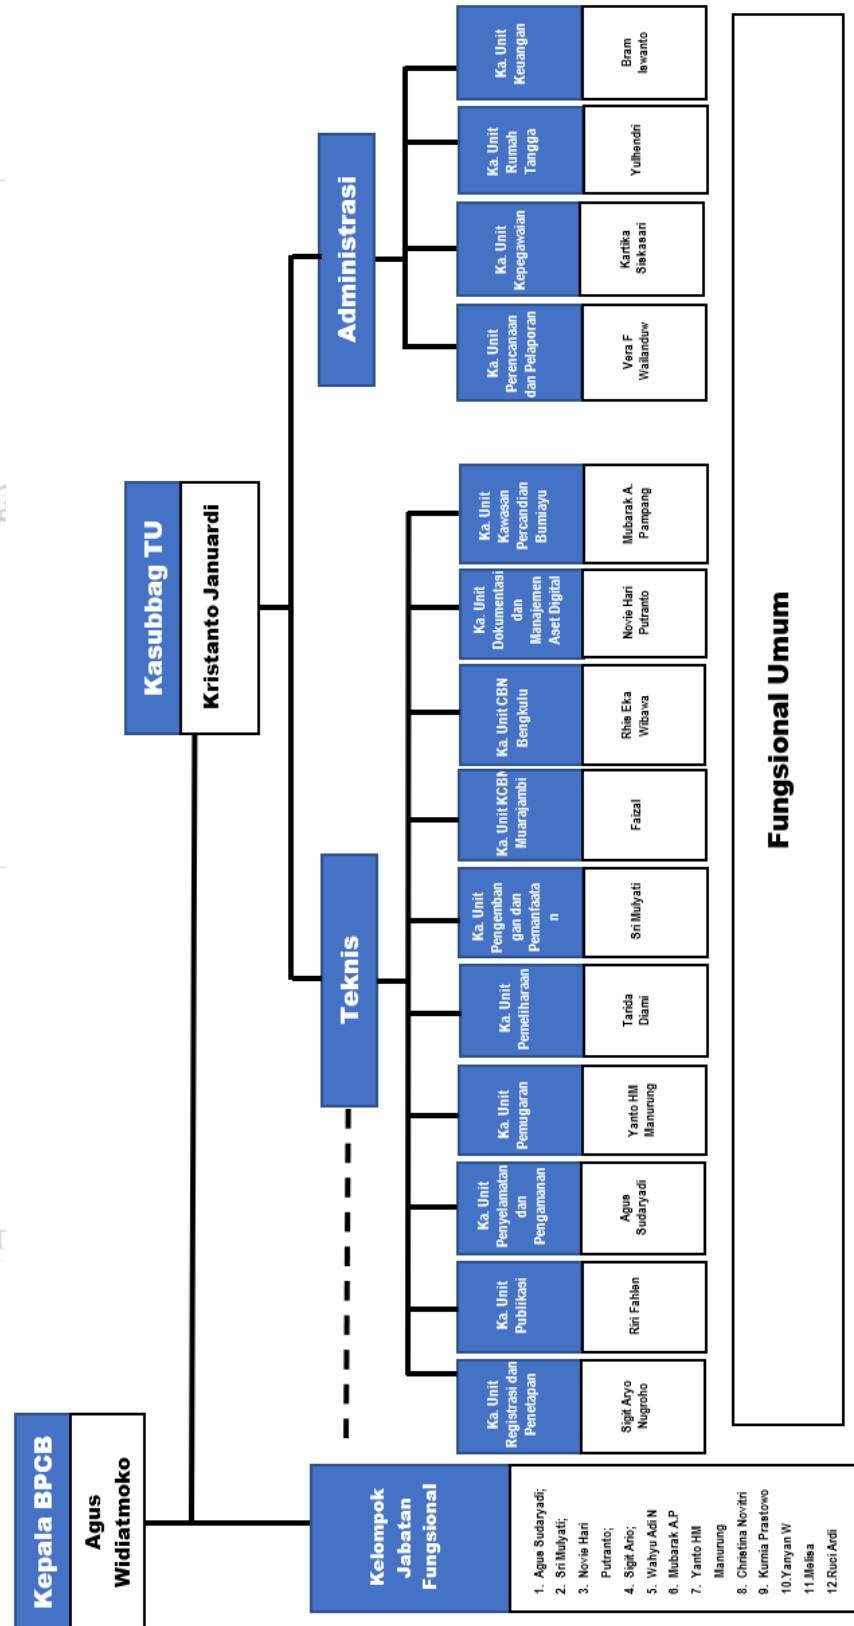 Kepala BPCB
Agus
Widiatmoko
Kasubbag TU
Kristanto Januardi
Kelompok
Jabatan
Fungsional
1. Agus Sudaryadi;
2. Sri Mulyati;
3. Novie Hari
Putranto;
4. Sigit Ario;
5. Wahyu Adi N
6. Mubarak A.P
7. Yanto HM
Manurung
8. Christina Novitri
9. Kurnia Prastowo
10.Yanyan W
11.Melisa
12.Ruci Ardi
Teknis
Administrasi
Ka. Unit
Registrasi dan
Penetapan
Sigit Aryo
Nugroho
Ka. Unit
Publikasi
Riri Fahlen
Ka. Unit
Penyelamatan
dan
Pengamanan
Agus
Sudaryadi
Ka. Unit
Pemugaran
Yanto HM
Manurung
Ka. Unit
Pemeliharaan
Tarida
Diami
Ka. Unit
Pengemban
gan dan
Pemanfaata
n
Sri Mulyati
Ka. Unit KCBN
Muarajambi
Faizal
Ka. Unit CBN
Bengkulu
Rhis Eka
Wibawa
Ka. Unit
Dokumentasi
dan
Manajemen
Aset Digital
Novie Hari
Putranto
Ka. Unit
Kawasan
Percandian
Bumiayu
Mubarak A.
Pampang
Ka. Unit
Perencanaan
dan Pelaporan
Vera F
Wailanduw
Ka. Unit
Kepegawaian
Kartika
Siskasari
Ka. Unit
Rumah
Tangga
Yulhendri
Ka. Unit
Keuangan
Bram
Iswanto
Fungsional Umum